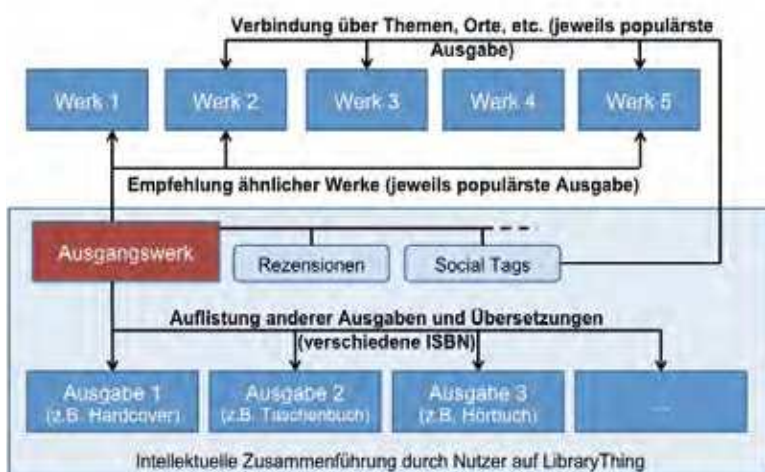 Verbindung über Themen, Orte, etc. (jeweils populärste
Ausgabe)
Werk 1
Werk 2
Werk 3
Werk 4
Werk 5
Empfehlung ähnlicher Werke (jeweils populärste Ausgabe)
Ausgangswerk
Rezensionen
Social Tags
Auflistung anderer Ausgaben und Übersetzungen
(verschiedene ISBN)
Ausgabe 1
(z.B. Hardcover)
Ausgabe 2
(z.B. Taschenbuch)
Ausgabe 3
(z.B. Hörbuch)
...
Intellektuelle Zusammenführung durch Nutzer auf LibraryThing